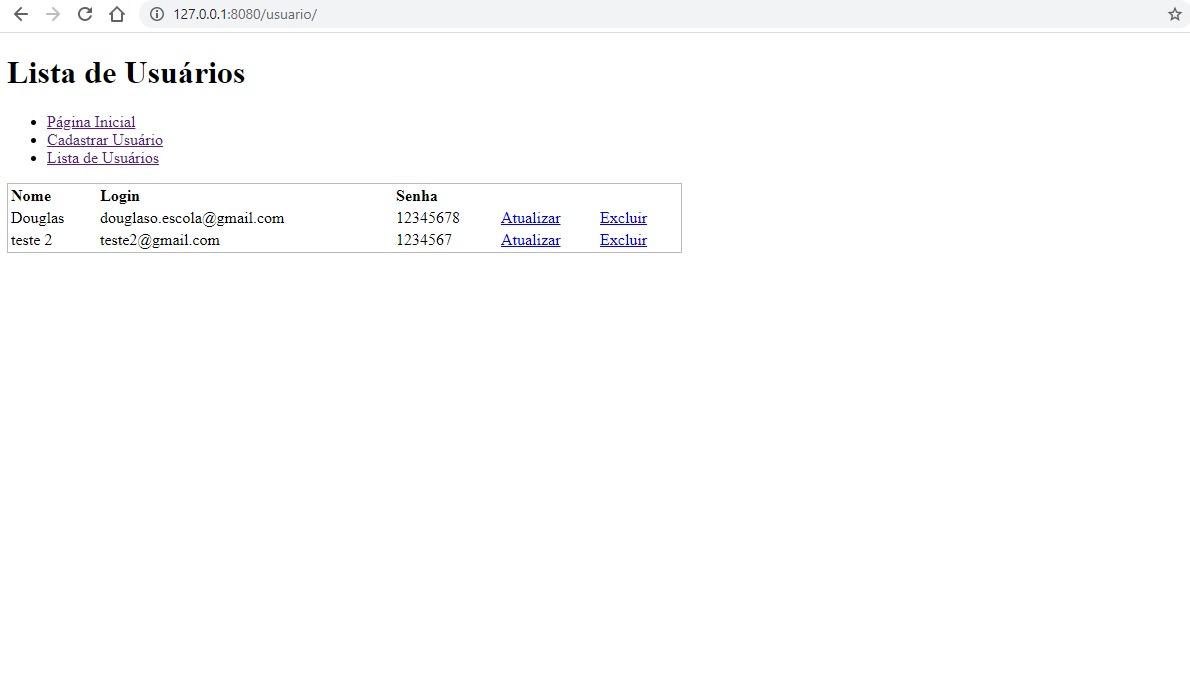 127.0.0.1:8080/usuario/
Lista de Usuários
Página Inicial
Cadastrar Usuário
Lista de Usuários
Nome Login Senha
Douglas douglaso.escola@gmail.com 12345678 Atualizar Excluir
teste 2 teste2@gmail.com 1234567 Atualizar Excluir